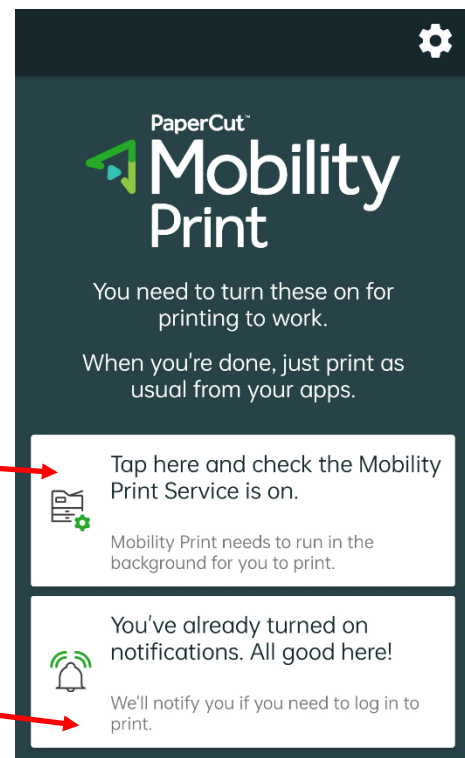 PaperCut™
Mobility
Print
You need to turn these on for
printing to work.
When you're done, just print as
usual from your apps.
Tap here and check the Mobility
Print Service is on.
Mobility Print needs to run in the
background for you to print.
You've already turned on
notifications. All good here!
We'll notify you if you need to log in to
print.